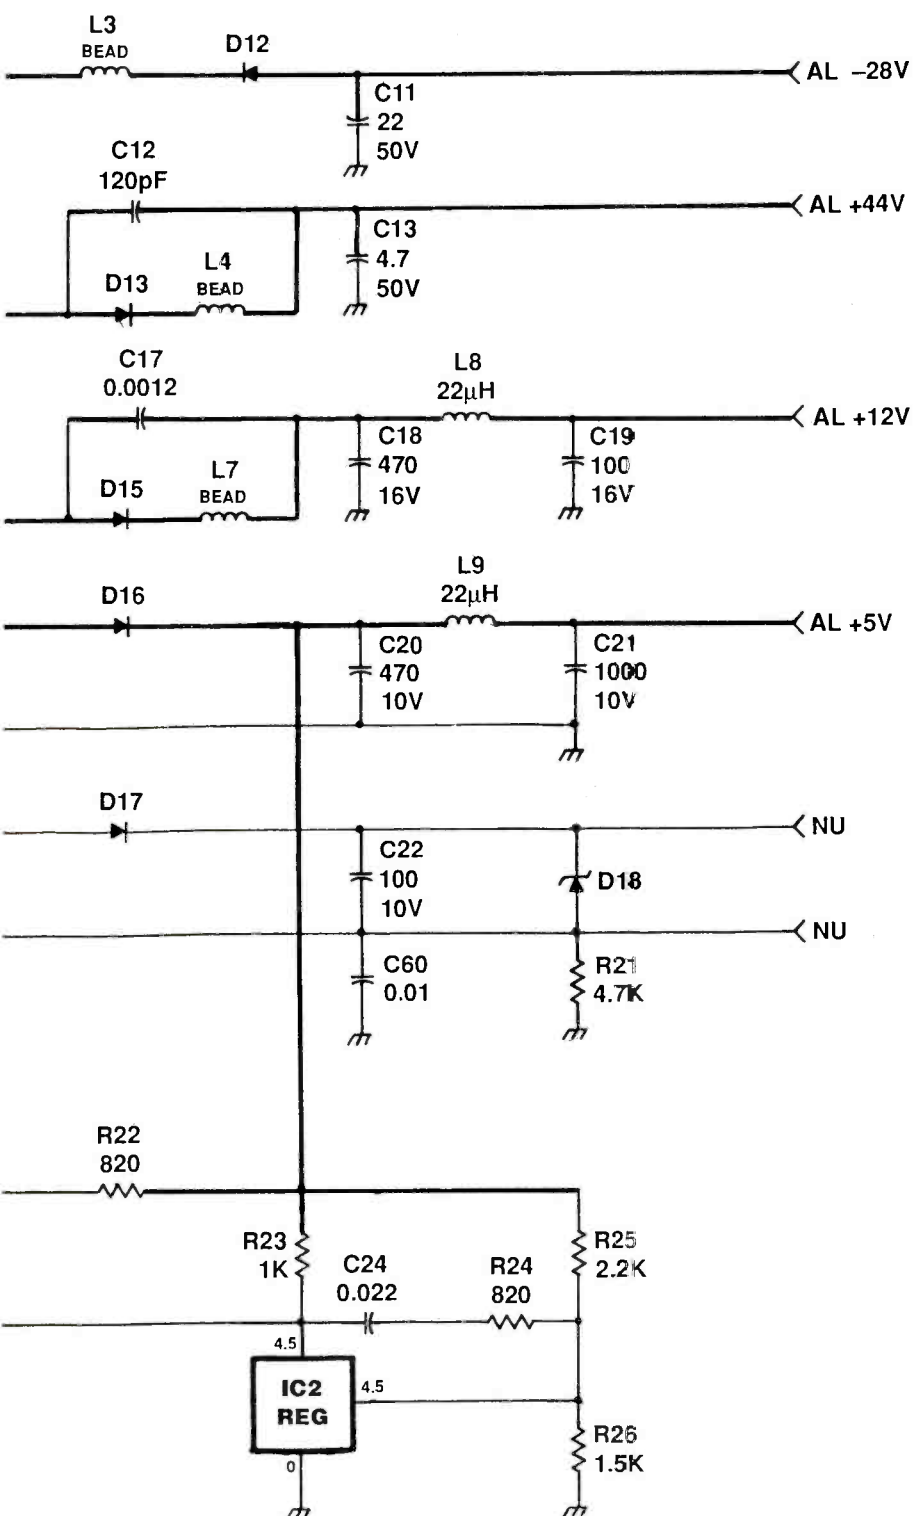 L3
BEAD
D12
AL −28V
C11
22
50V
C12
120pF
AL +44V
C13
4.7
50V
L4
BEAD
D13
C17
0.0012
L8
22µH
AL +12V
C18
470
16V
C19
100
16V
L7
BEAD
D15
L9
22µH
D16
AL +5V
C20
470
10V
C21
1000
10V
D17
NU
C22
100
10V
D18
NU
C60
0.01
R21
4.7K
R22
820
R23
1K
C24
0.022
R24
820
R25
2.2K
4.5
IC2
REG
4.5
0
R26
1.5K